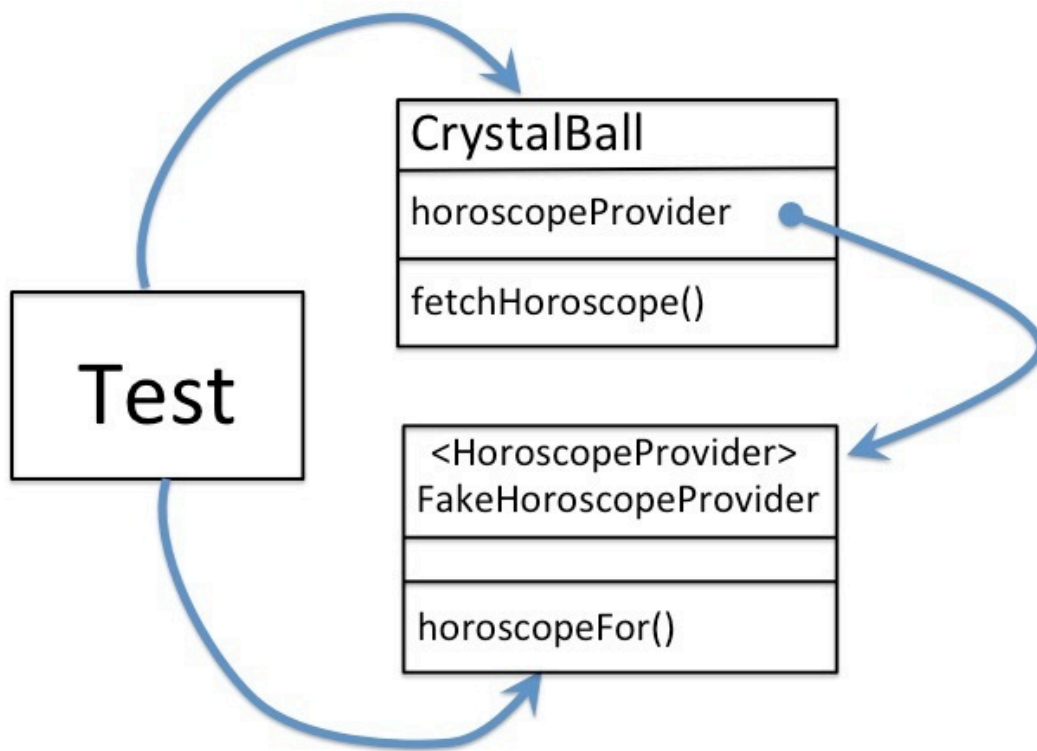 CrystalBall
horoscopeProvider
fetchHoroscope()
Test
<HoroscopeProvider>
FakeHoroscopeProvider
horoscopeFor()